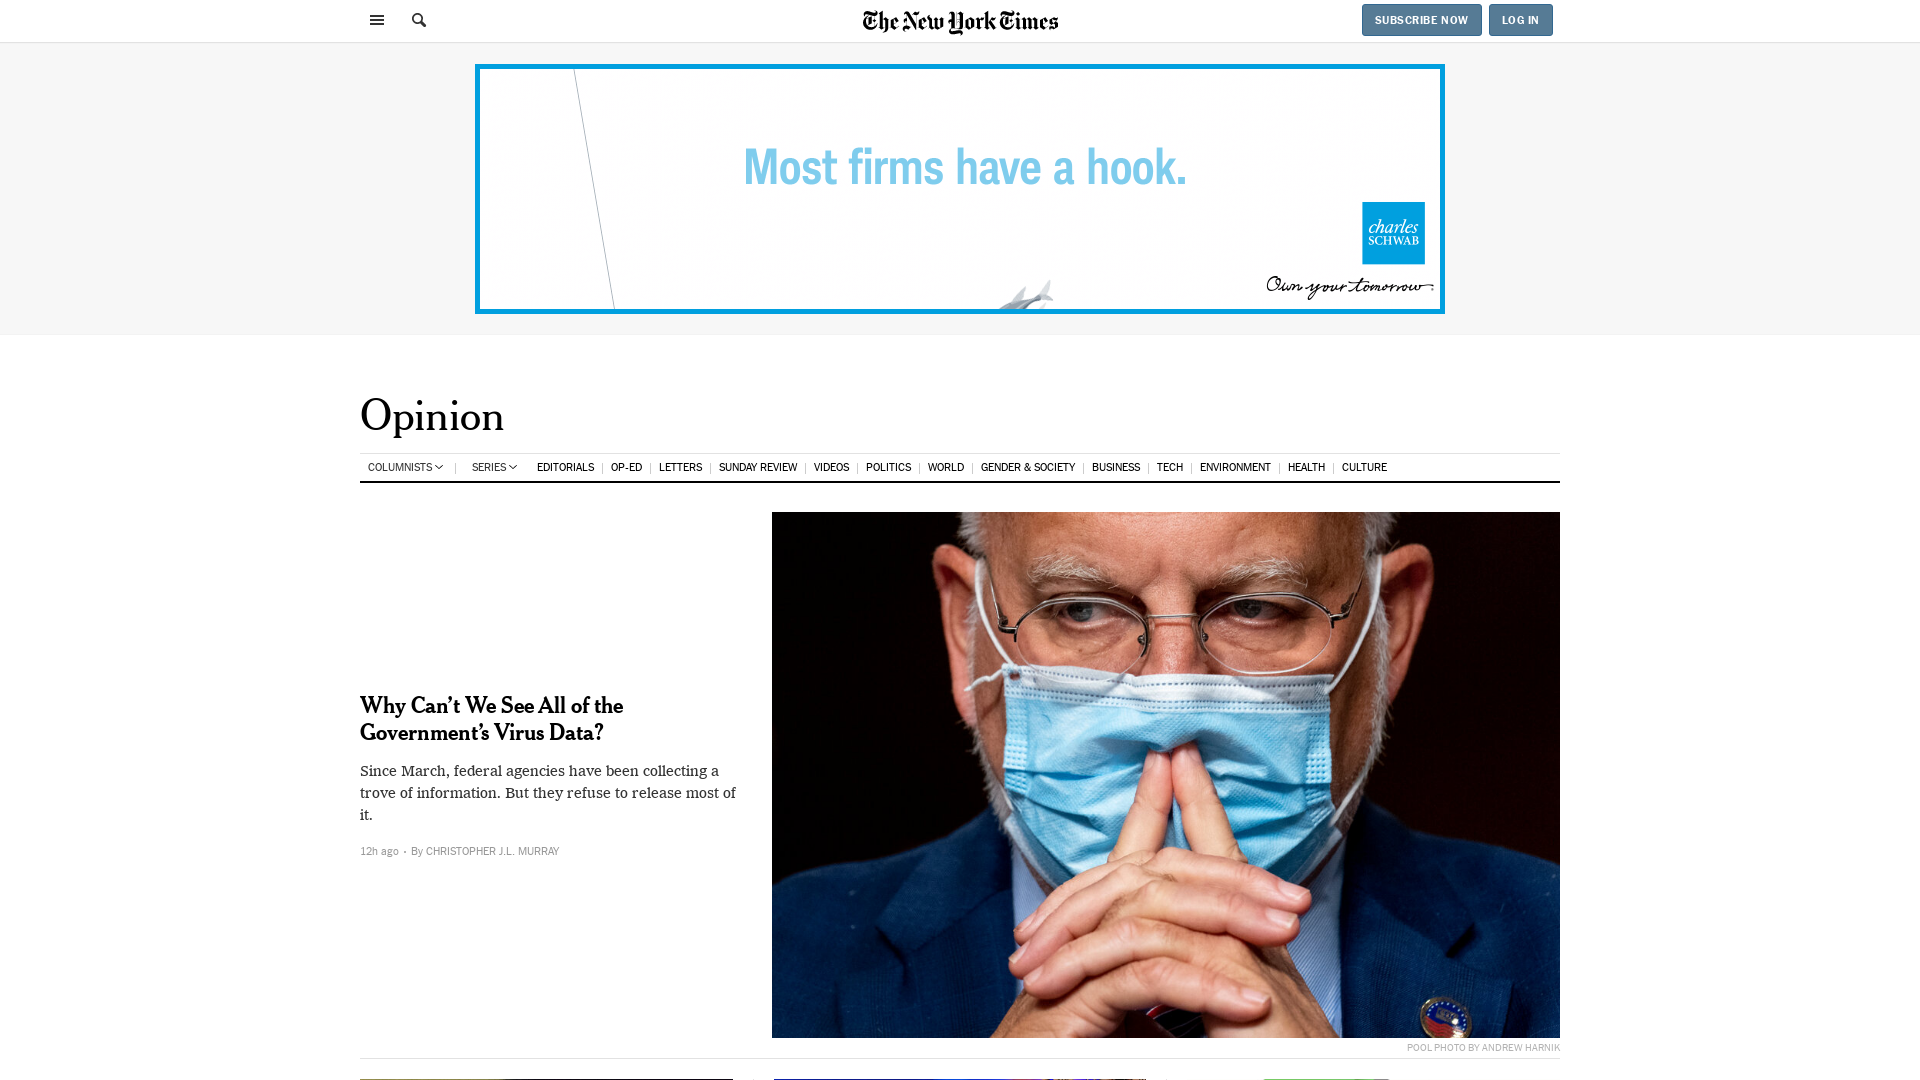 The New York Times
SUBSCRIBE NOW
LOG IN
Most firms have a hook.
charles
SCHWAB
Own your tomorrow.
Opinion
COLUMNISTS
SERIES
EDITORIALS
OP-ED
LETTERS
SUNDAY REVIEW
VIDEOS
POLITICS
WORLD
GENDER & SOCIETY
BUSINESS
TECH
ENVIRONMENT
HEALTH
CULTURE
Why Can’t We See All of the
Government’s Virus Data?
Since March, federal agencies have been collecting a
trove of information. But they refuse to release most of
it.
12h ago · By CHRISTOPHER J.L. MURRAY
POOL PHOTO BY ANDREW HARNIK